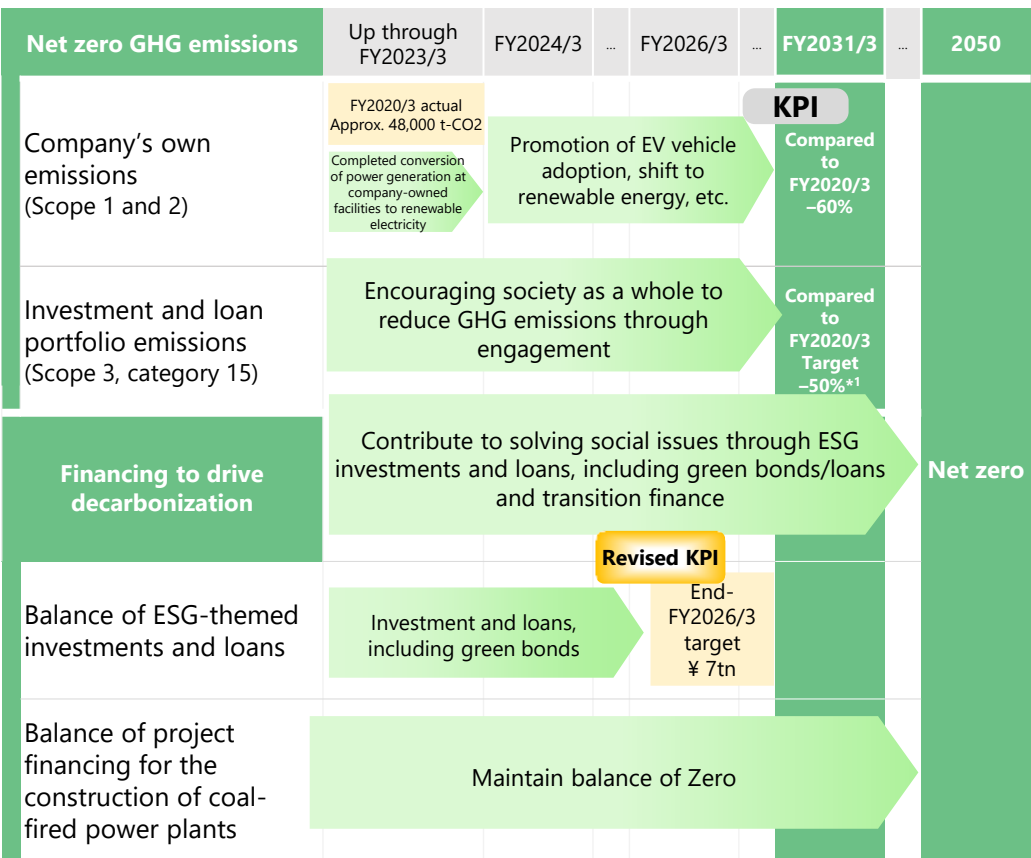 Net zero GHG emissions
Up through
FY2023/3
FY2024/3
...
FY2026/3
...
FY2031/3
...
2050
Company's own
emissions
(Scope 1 and 2)
FY2020/3 actual
Approx. 48,000 t-CO2
Completed conversion
of power generation at
company-owned
facilities to renewable
electricity
Promotion of EV vehicle
adoption, shift to
renewable energy, etc.
KPI
Compared
to
FY2020/3
–60%
Investment and loan
portfolio emissions
(Scope 3, category 15)
Encouraging society as a whole to
reduce GHG emissions through
engagement
Compared
to
FY2020/3
Target
–50%*1
Financing to drive
decarbonization
Contribute to solving social issues through ESG
investments and loans, including green bonds/loans
and transition finance
Net zero
Balance of ESG-themed
investments and loans
Investment and loans,
including green bonds
Revised KPI
End-
FY2026/3
target
¥ 7tn
Balance of project
financing for the
construction of coal-
fired power plants
Maintain balance of Zero